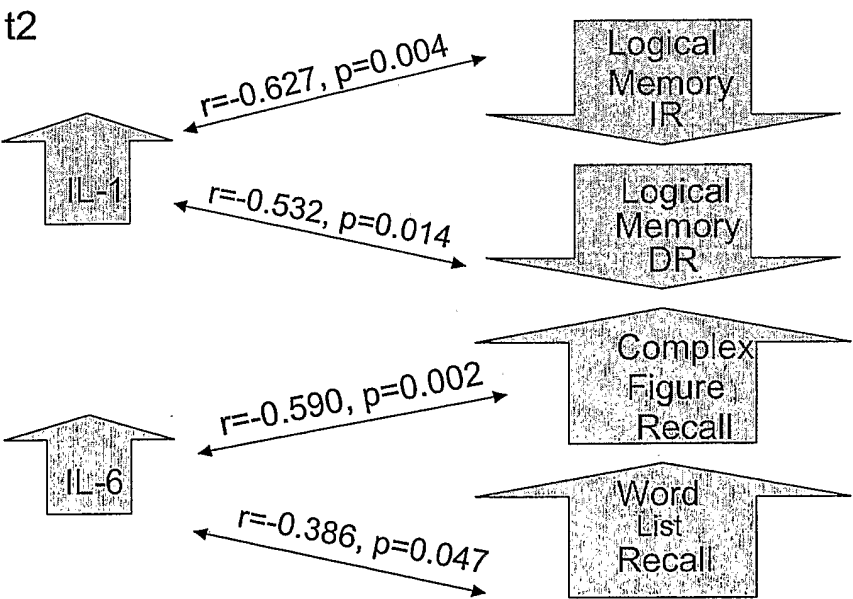 t2
r=-0.627, p=0.004
Logical
Memory
IR
IL-1
r=-0.532, p=0.014
Logical
Memory
DR
r=-0.590, p=0.002
Complex
Figure
Recall
IL-6
r=-0.386, p=0.047
Word
List
Recall